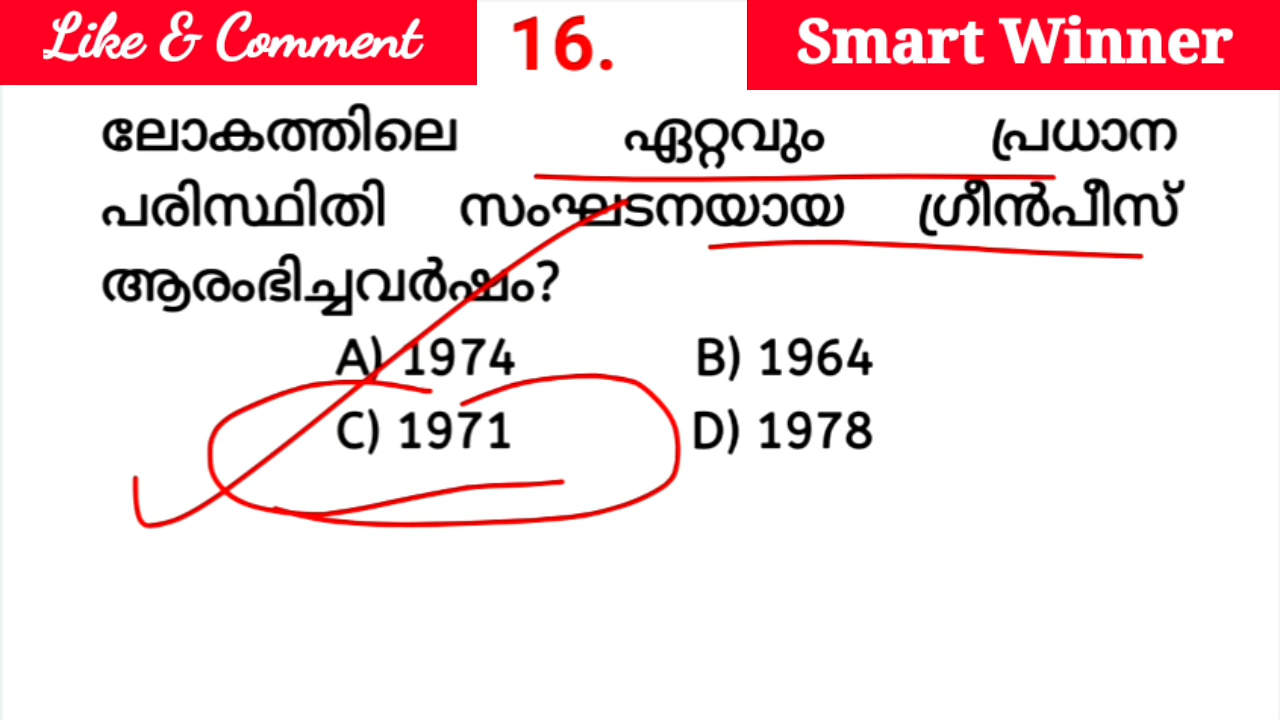 Like & Comment 16. Smart Winner
ലോകത്തിലെ ഏറ്റവും പ്രധാന
പരിസ്ഥിതി സംഘടനയായ ഗ്രീൻപീസ്
ആരംഭിച്ചവർഷം?
A) 1974 B) 1964
C) 1971 D) 1978